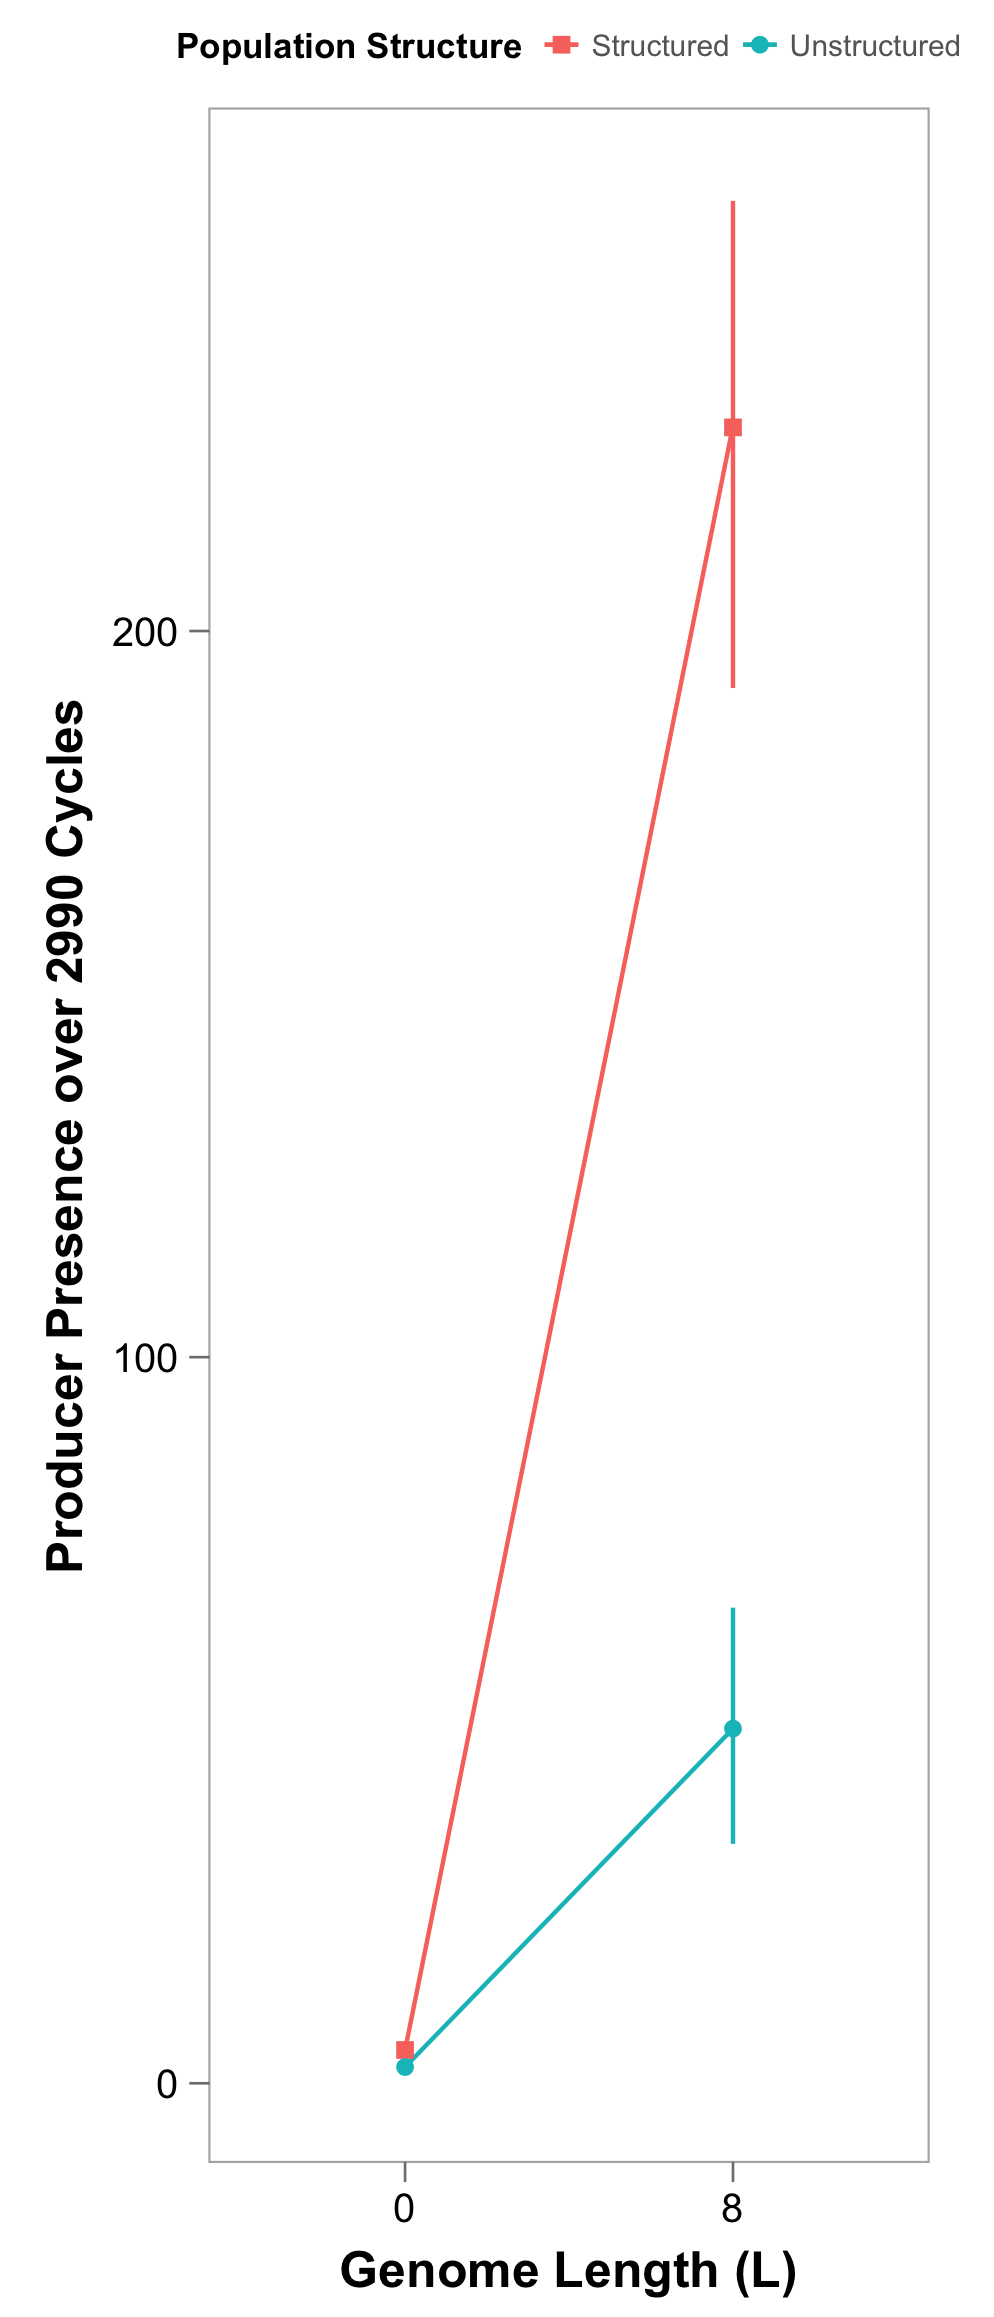 Population Structure Structured Unstructured
Producer Presence over 2990 Cycles
200
100
0
0 8
Genome Length (L)